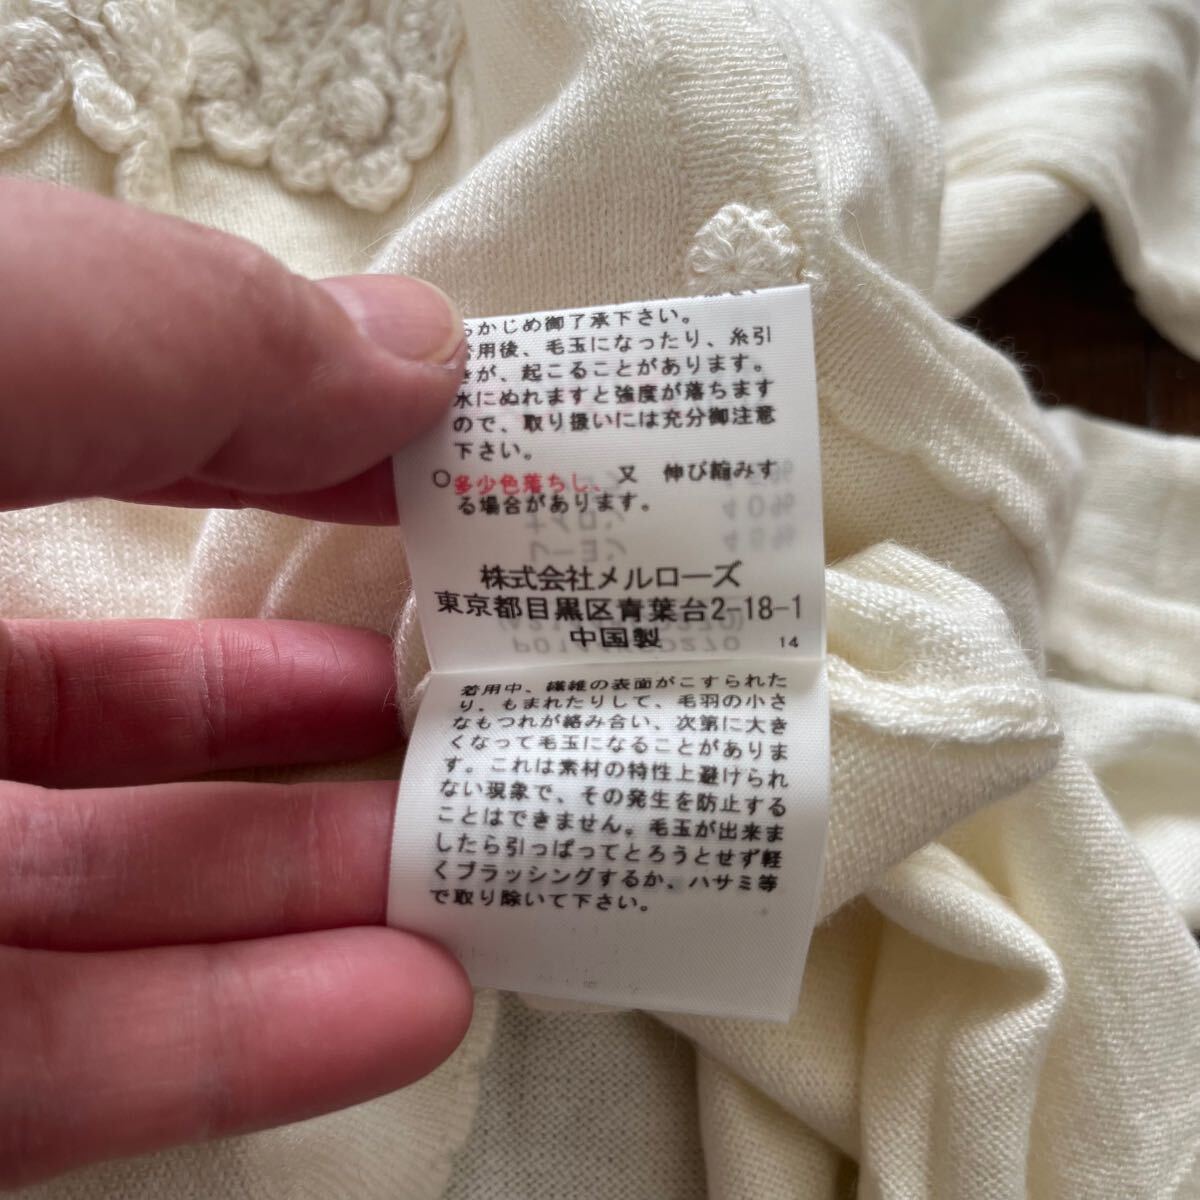 らかじめ御了承下さい。
着用後、毛玉になったり、糸引
きが、起こることがあります。
水にぬれますと強度が落ちます
ので、取り扱いには充分御注意
下さい。
○多少色落ちし、又 伸び縮みす
る場合があります。
株式会社メルローズ
東京都目黒区青葉台2-18-1
中国製
14
着用中、繊維の表面がこすられた
り、もまれたりして、毛羽の小さ
なもつれが絡み合い、次第に大き
くなって毛玉になることがありま
す。これは素材の特性上避けられ
ない現象で、その発生を防止する
ことはできません。毛玉が出来ま
したら引っぱってとろうとせず軽
くブラッシングするか、ハサミ等
で取り除いて下さい。